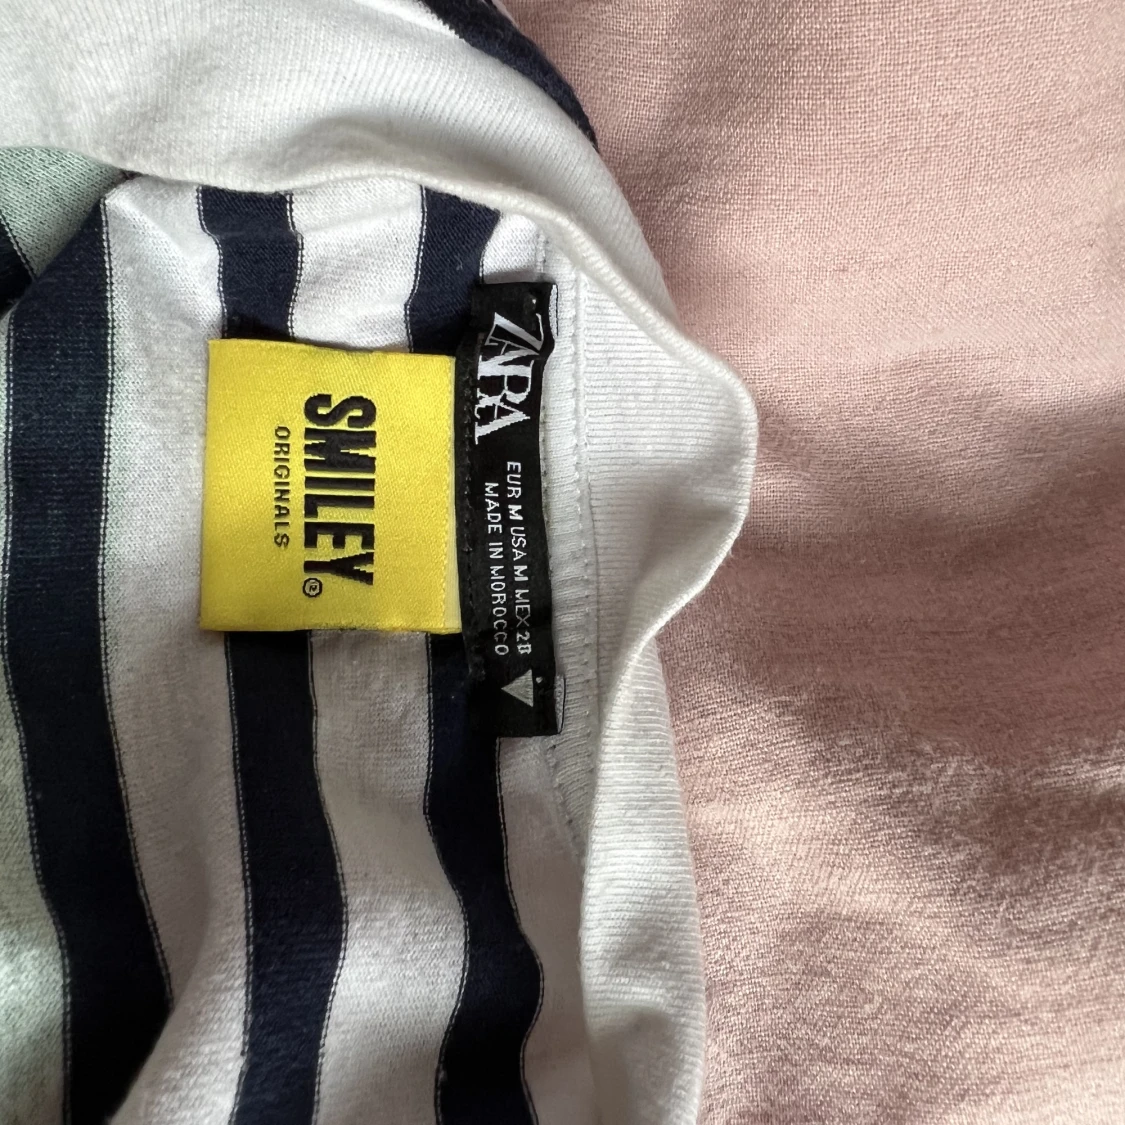 ZARA
EUR M USA M MEX 28
MADE IN MOROCCO
SMILEY®
ORIGINALS